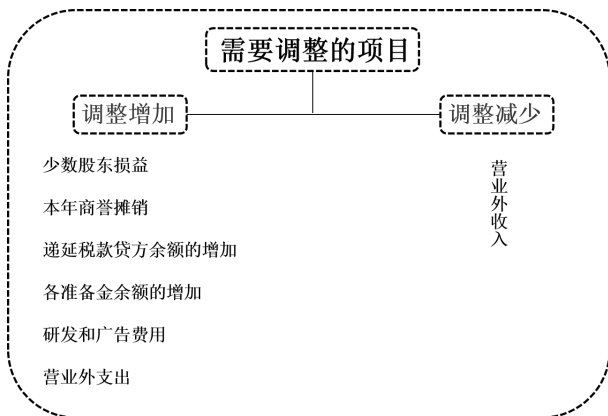 需要调整的项目
调整增加
调整减少
少数股东损益
本年商誉摊销
递延税款贷方余额的增加
各准备金余额的增加
研发和广告费用
营业外支出
营业外收入